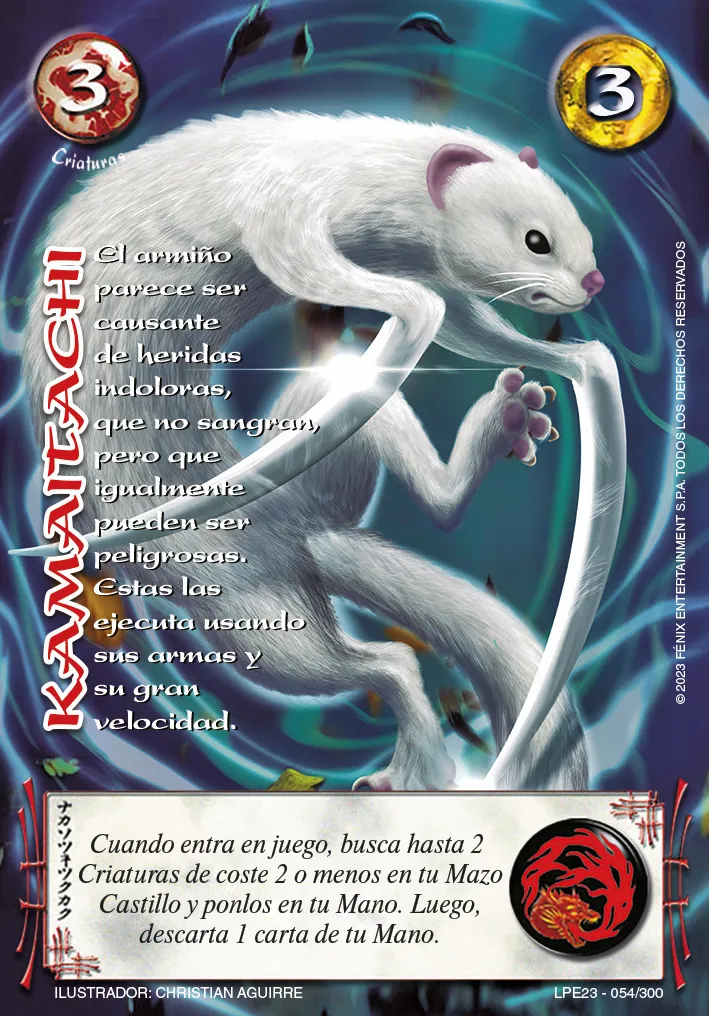 3
3
Criaturas
KAMAITACHI
El armiño
parece ser
causante
de heridas
indoloras,
que no sangran,
pero que
igualmente
pueden ser
peligrosas.
Estas las
ejecuta usando
sus armas y
su gran
velocidad.
© 2023 FÉNIX ENTERTAINMENT S.P.A. TODOS LOS DERECHOS RESERVADOS
Cuando entra en juego, busca hasta 2
Criaturas de coste 2 o menos en tu Mazo
Castillo y ponlos en tu Mano. Luego,
descarta 1 carta de tu Mano.
ILUSTRADOR: CHRISTIAN AGUIRRE
LPE23 - 054/300